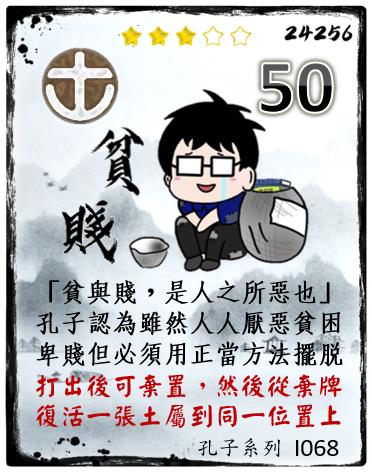 24256
50
貧賤
「貧與賤,是人之所惡也」
孔子認為雖然人人厭惡貧困
卑賤但必須用正當方法擺脫
打出後可棄置,然後從棄牌
復活一張土屬到同一位置上
孔子系列 I068